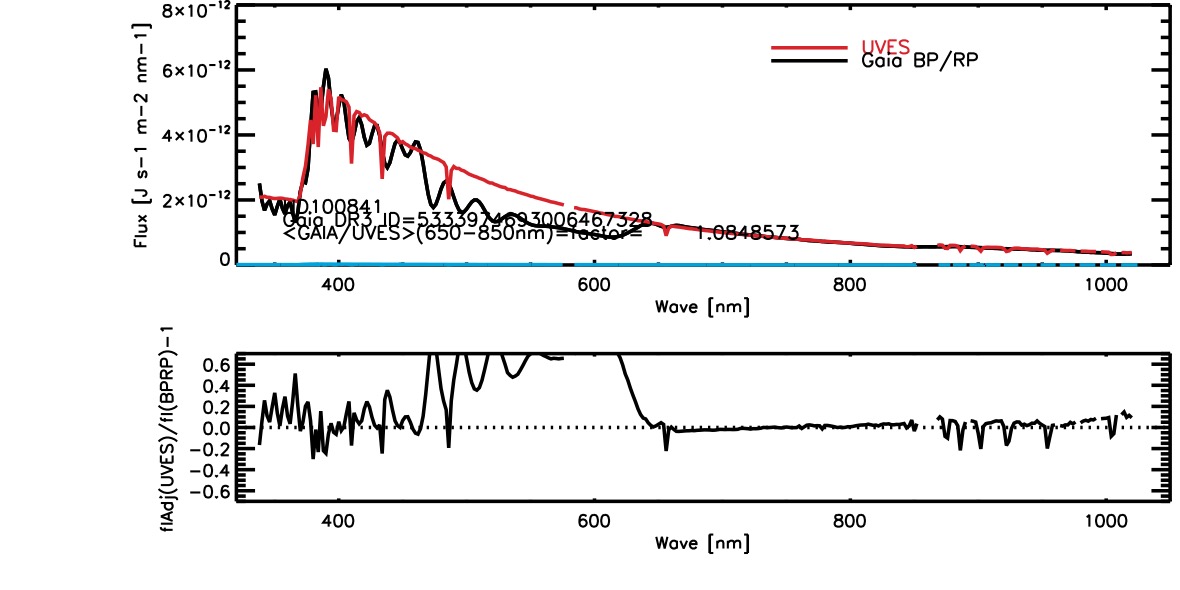 8×10−12
6×10−12
4×10−12
2×10−12
0
Flux [J s−1 m−2 nm−1]
UVES
Gaia BP/RP
HD100841
Gaia DR3 ID=5333974693006467328
<GAIA/UVES>(650−850nm)=factor= 1.0848573
400 600 800 1000
Wave [nm]
flAdj(UVES)/fl(BPRP)−1
0.6
0.4
0.2
0.0
−0.2
−0.4
−0.6
400 600 800 1000
Wave [nm]